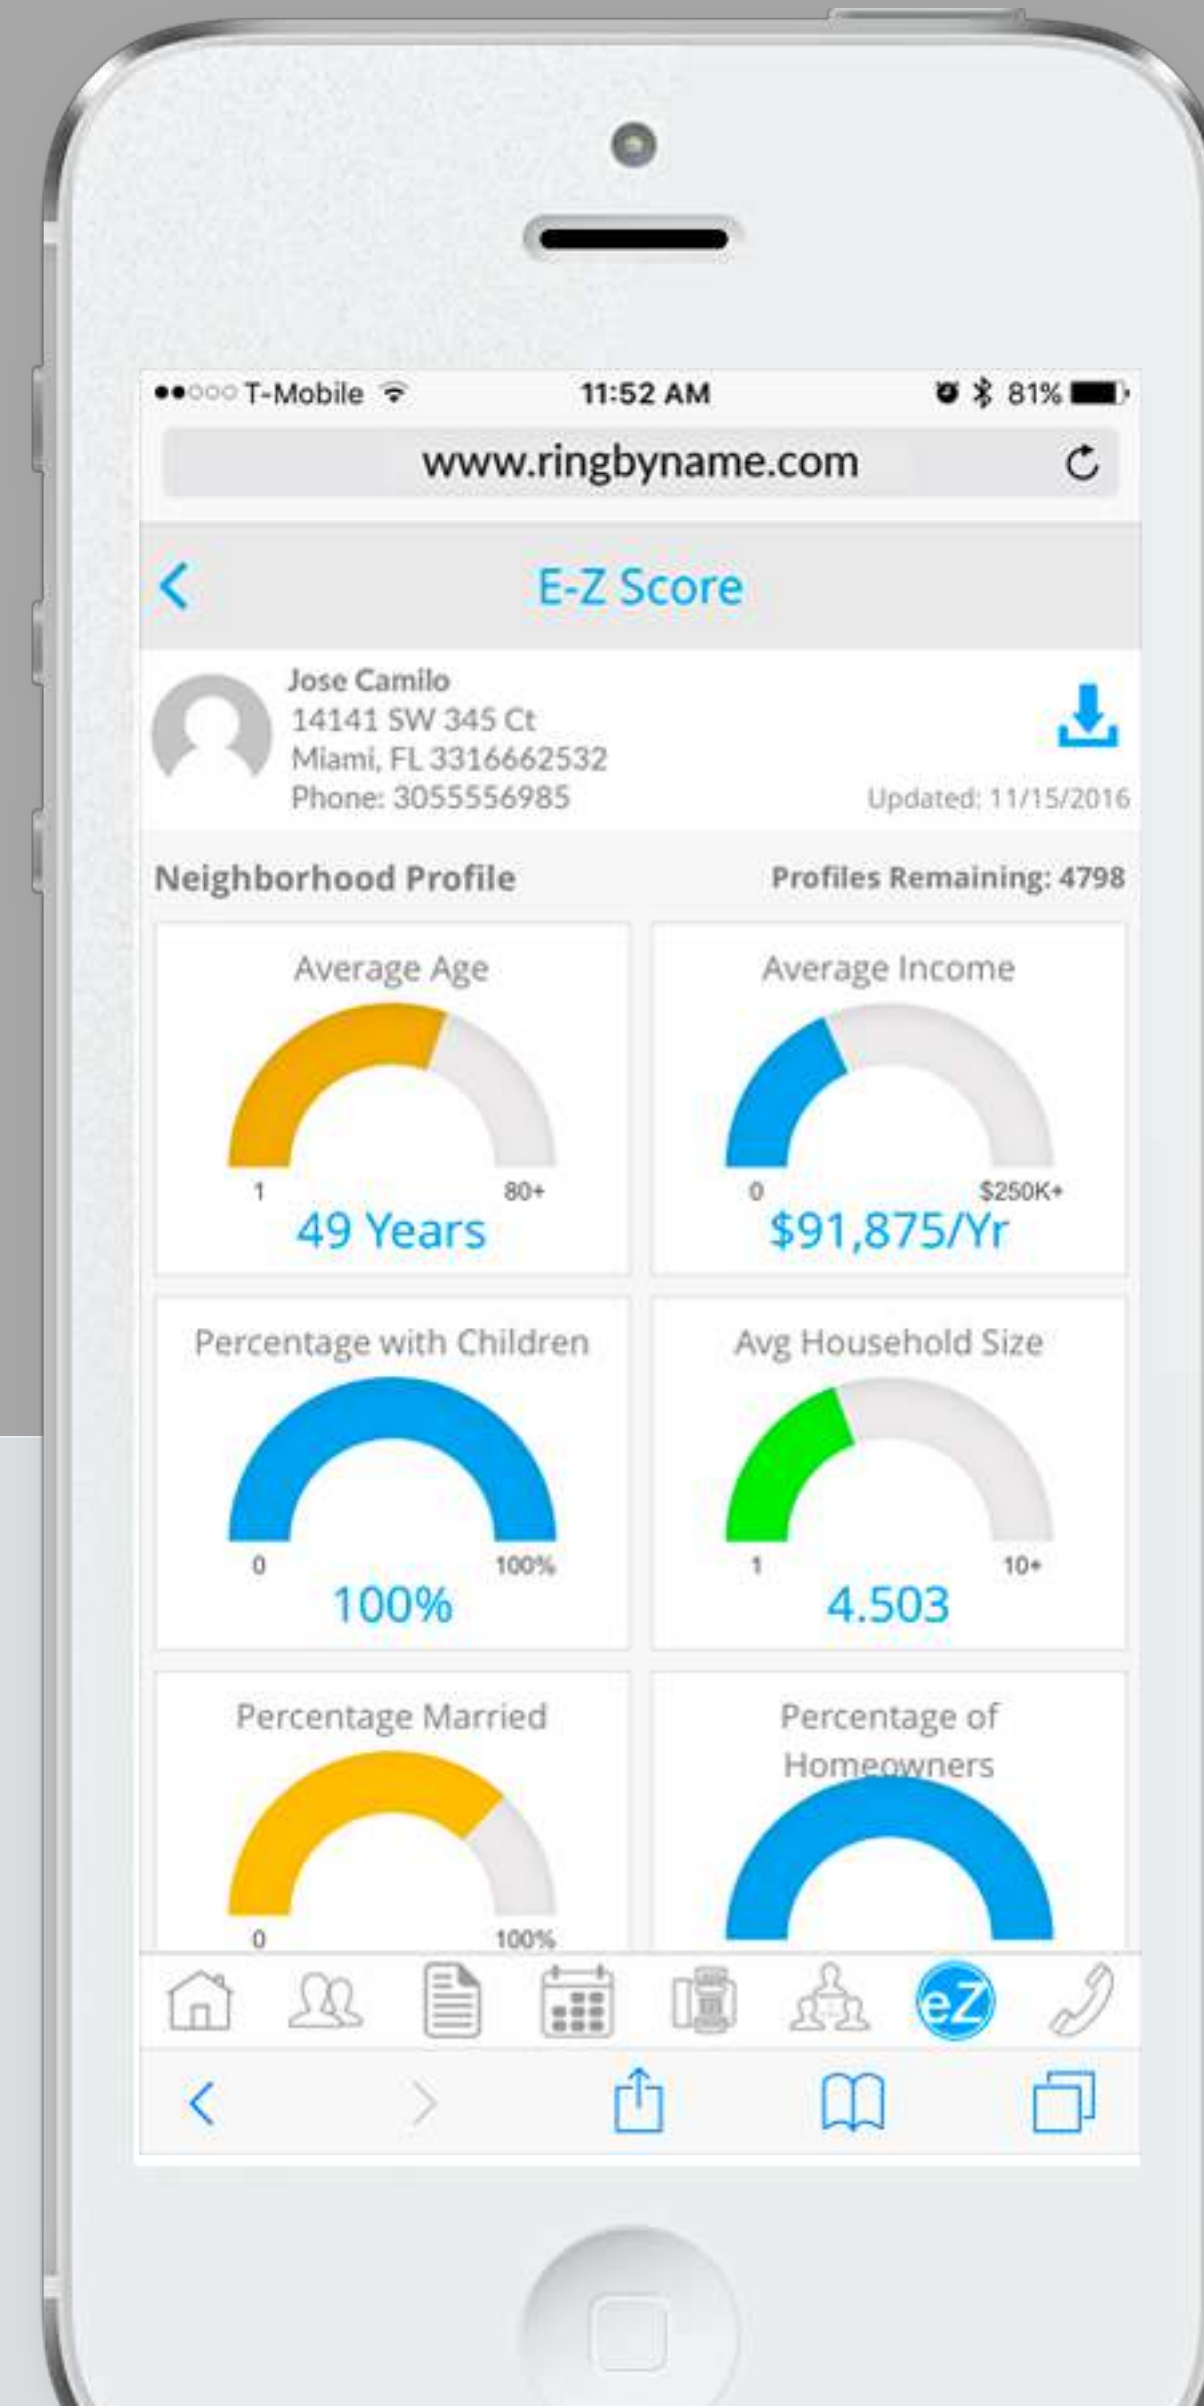 T-Mobile 11:52 AM 81%
www.ringbyname.com
E-Z Score
Jose Camilo
14141 SW 345 Ct
Miami, FL 3316662532
Phone: 3055556985
Updated: 11/15/2016
Neighborhood Profile Profiles Remaining: 4798
Average Age
1 80+
49 Years
Average Income
0 $250K+
$91,875/Yr
Percentage with Children
0 100%
100%
Avg Household Size
1 10+
4.503
Percentage Married
0 100%
Percentage of
Homeowners
eZ